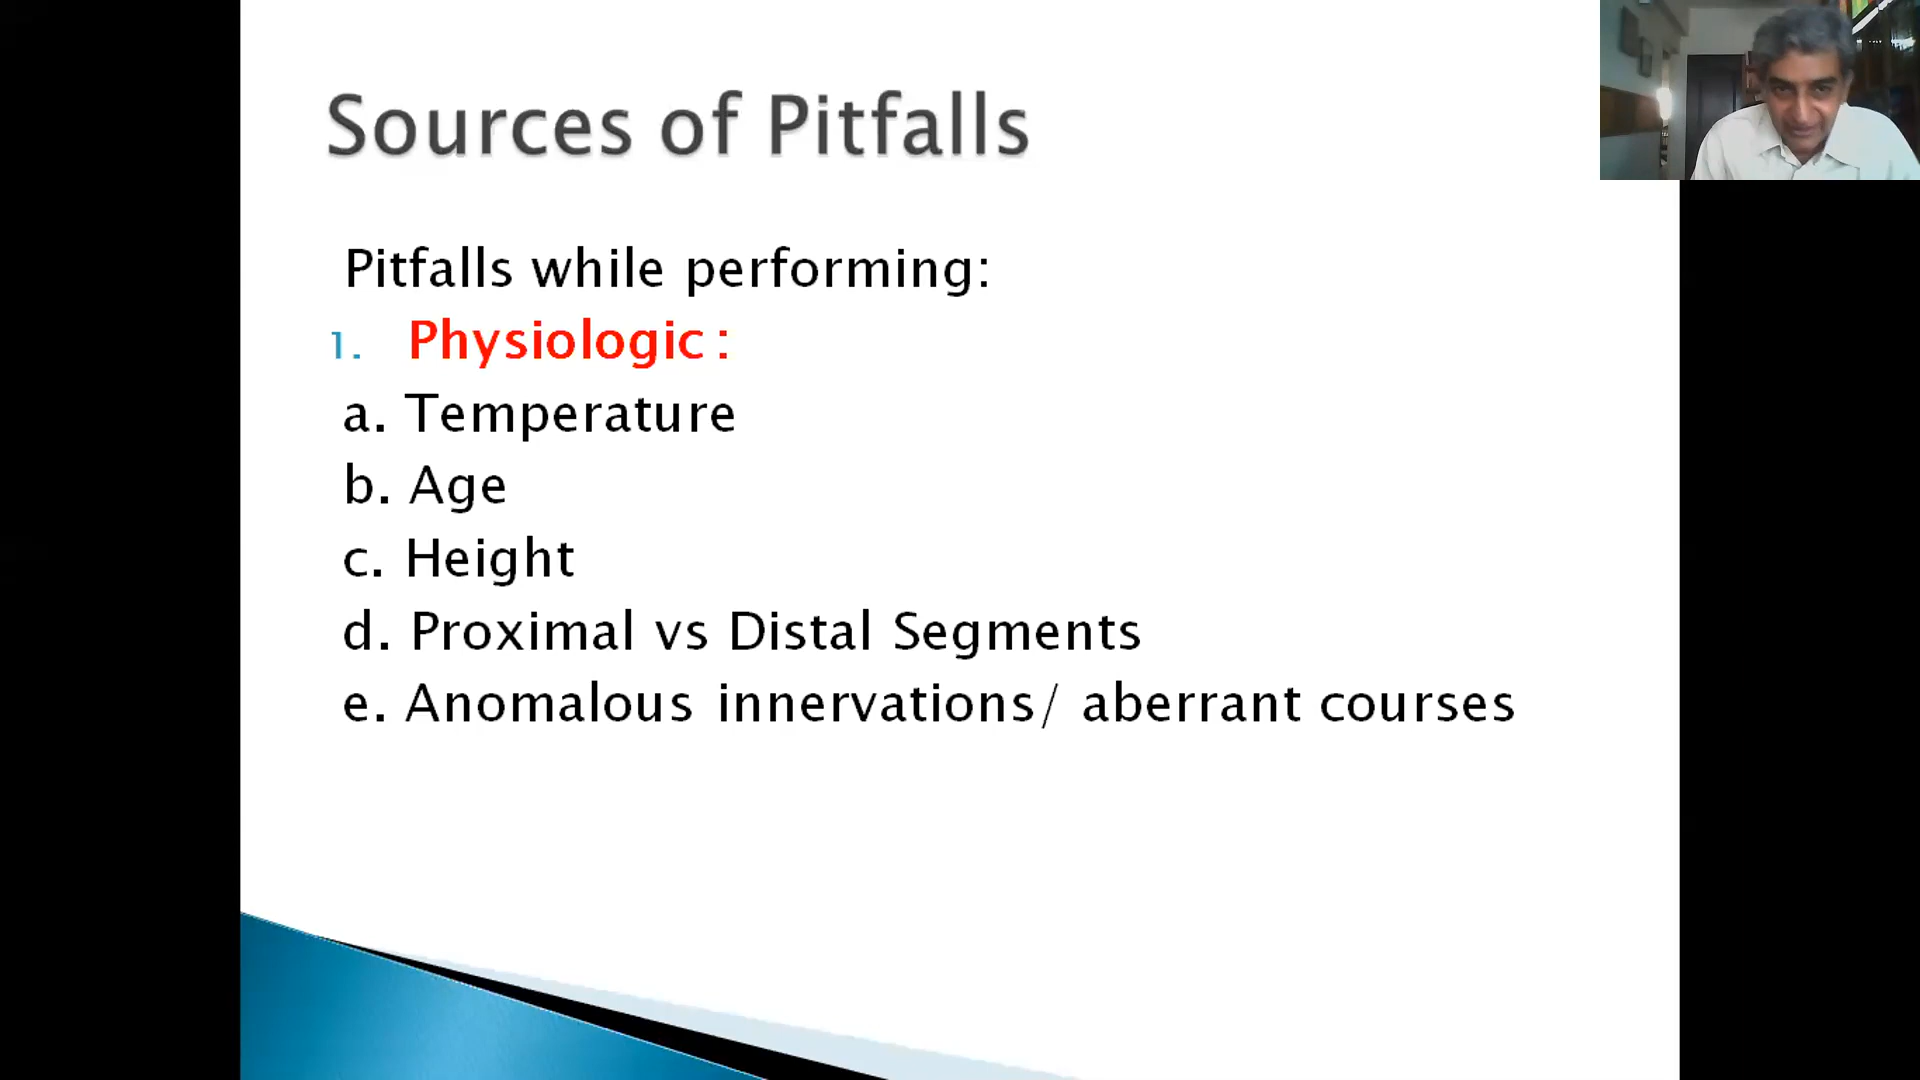 Sources of Pitfalls
Pitfalls while performing:
1. Physiologic :
a. Temperature
b. Age
c. Height
d. Proximal vs Distal Segments
e. Anomalous innervations/ aberrant courses